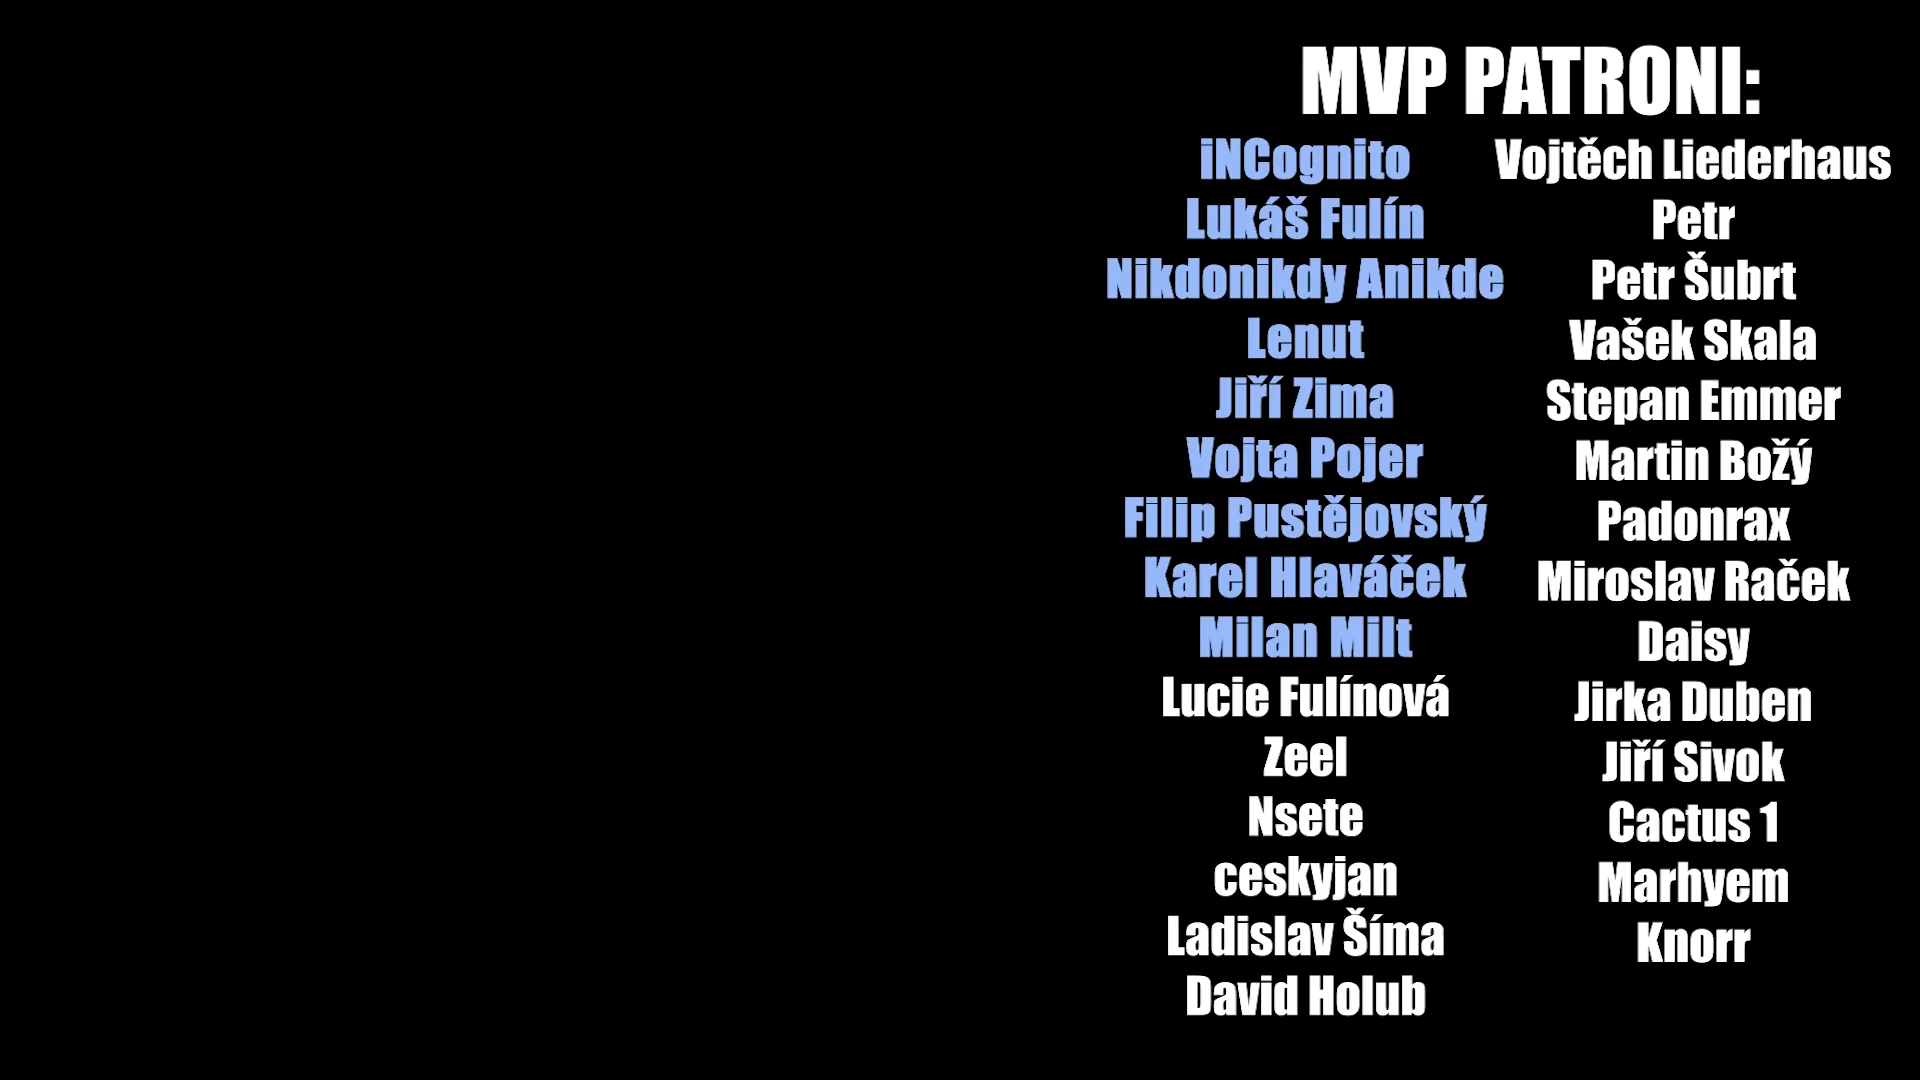 MVP PATRONI:
iNCognito
Lukáš Fulín
Nikdonikdy Anikde
Lenut
Jiří Zima
Vojta Pojer
Filip Pustějovský
Karel Hlaváček
Milan Milt
Lucie Fulínová
Zeel
Nsete
ceskyjan
Ladislav Šíma
David Holub
Vojtěch Liederhaus
Petr
Petr Šubrt
Vašek Skala
Stepan Emmer
Martin Božý
Padonrax
Miroslav Raček
Daisy
Jirka Duben
Jiří Sivok
Cactus 1
Marhyem
Knorr